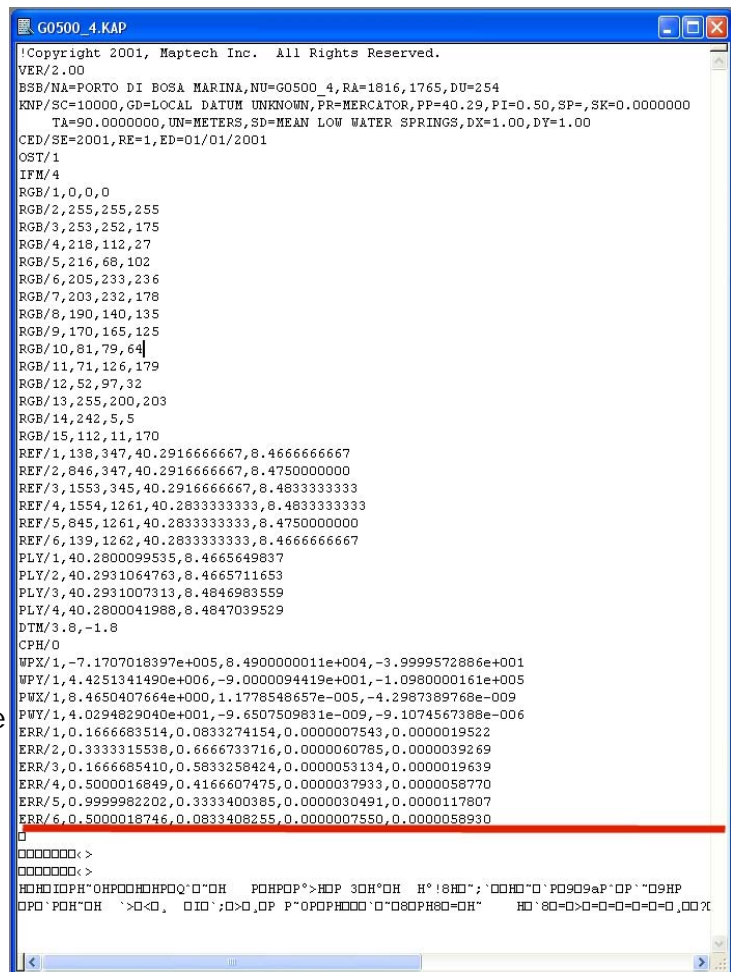 G0500_4.KAP
!Copyright 2001, Maptech Inc.  All Rights Reserved.
VER/2.00
BSB/NA=PORTO DI BOSA MARINA,NU=G0500_4,RA=1816,1765,DU=254
KNP/SC=10000,GD=LOCAL DATUM UNKNOWN,PR=MERCATOR,PP=40.29,PI=0.50,SP=,SK=0.0000000
    TA=90.0000000,UN=METERS,SD=MEAN LOW WATER SPRINGS,DX=1.00,DY=1.00
CED/SE=2001,RE=1,ED=01/01/2001
OST/1
IFM/4
RGB/1,0,0,0
RGB/2,255,255,255
RGB/3,253,252,175
RGB/4,218,112,27
RGB/5,216,68,102
RGB/6,205,233,236
RGB/7,203,232,178
RGB/8,190,140,135
RGB/9,170,165,125
RGB/10,81,79,64
RGB/11,71,126,179
RGB/12,52,97,32
RGB/13,255,200,203
RGB/14,242,5,5
RGB/15,112,11,170
REF/1,138,347,40.2916666667,8.4666666667
REF/2,846,347,40.2916666667,8.4750000000
REF/3,1553,345,40.2916666667,8.4833333333
REF/4,1554,1261,40.2833333333,8.4833333333
REF/5,845,1261,40.2833333333,8.4750000000
REF/6,139,1262,40.2833333333,8.4666666667
PLY/1,40.2800099535,8.4665649837
PLY/2,40.2931064763,8.4665711653
PLY/3,40.2931007313,8.4846983559
PLY/4,40.2800041988,8.4847039529
DTM/3.8,-1.8
CPH/0
WPX/1,-7.1707018397e+005,8.4900000011e+004,-3.9999572886e+001
WPY/1,4.4251341490e+006,-9.0000094419e+001,-1.0980000161e+005
PWX/1,8.4650407664e+000,1.1778548657e-005,-4.2987389768e-009
e
PWY/1,4.0294829040e+001,-9.6507509831e-009,-9.1074567388e-006
ERR/1,0.1666683514,0.0833274154,0.0000007543,0.0000019522
ERR/2,0.3333315538,0.6666733716,0.0000060785,0.0000039269
ERR/3,0.1666685410,0.5833258424,0.0000053134,0.0000019639
ERR/4,0.5000016849,0.4166607475,0.0000037933,0.0000058770
ERR/5,0.9999982202,0.3333400385,0.0000030491,0.0000117807
ERR/6,0.5000018746,0.0833408255,0.0000007550,0.0000058930